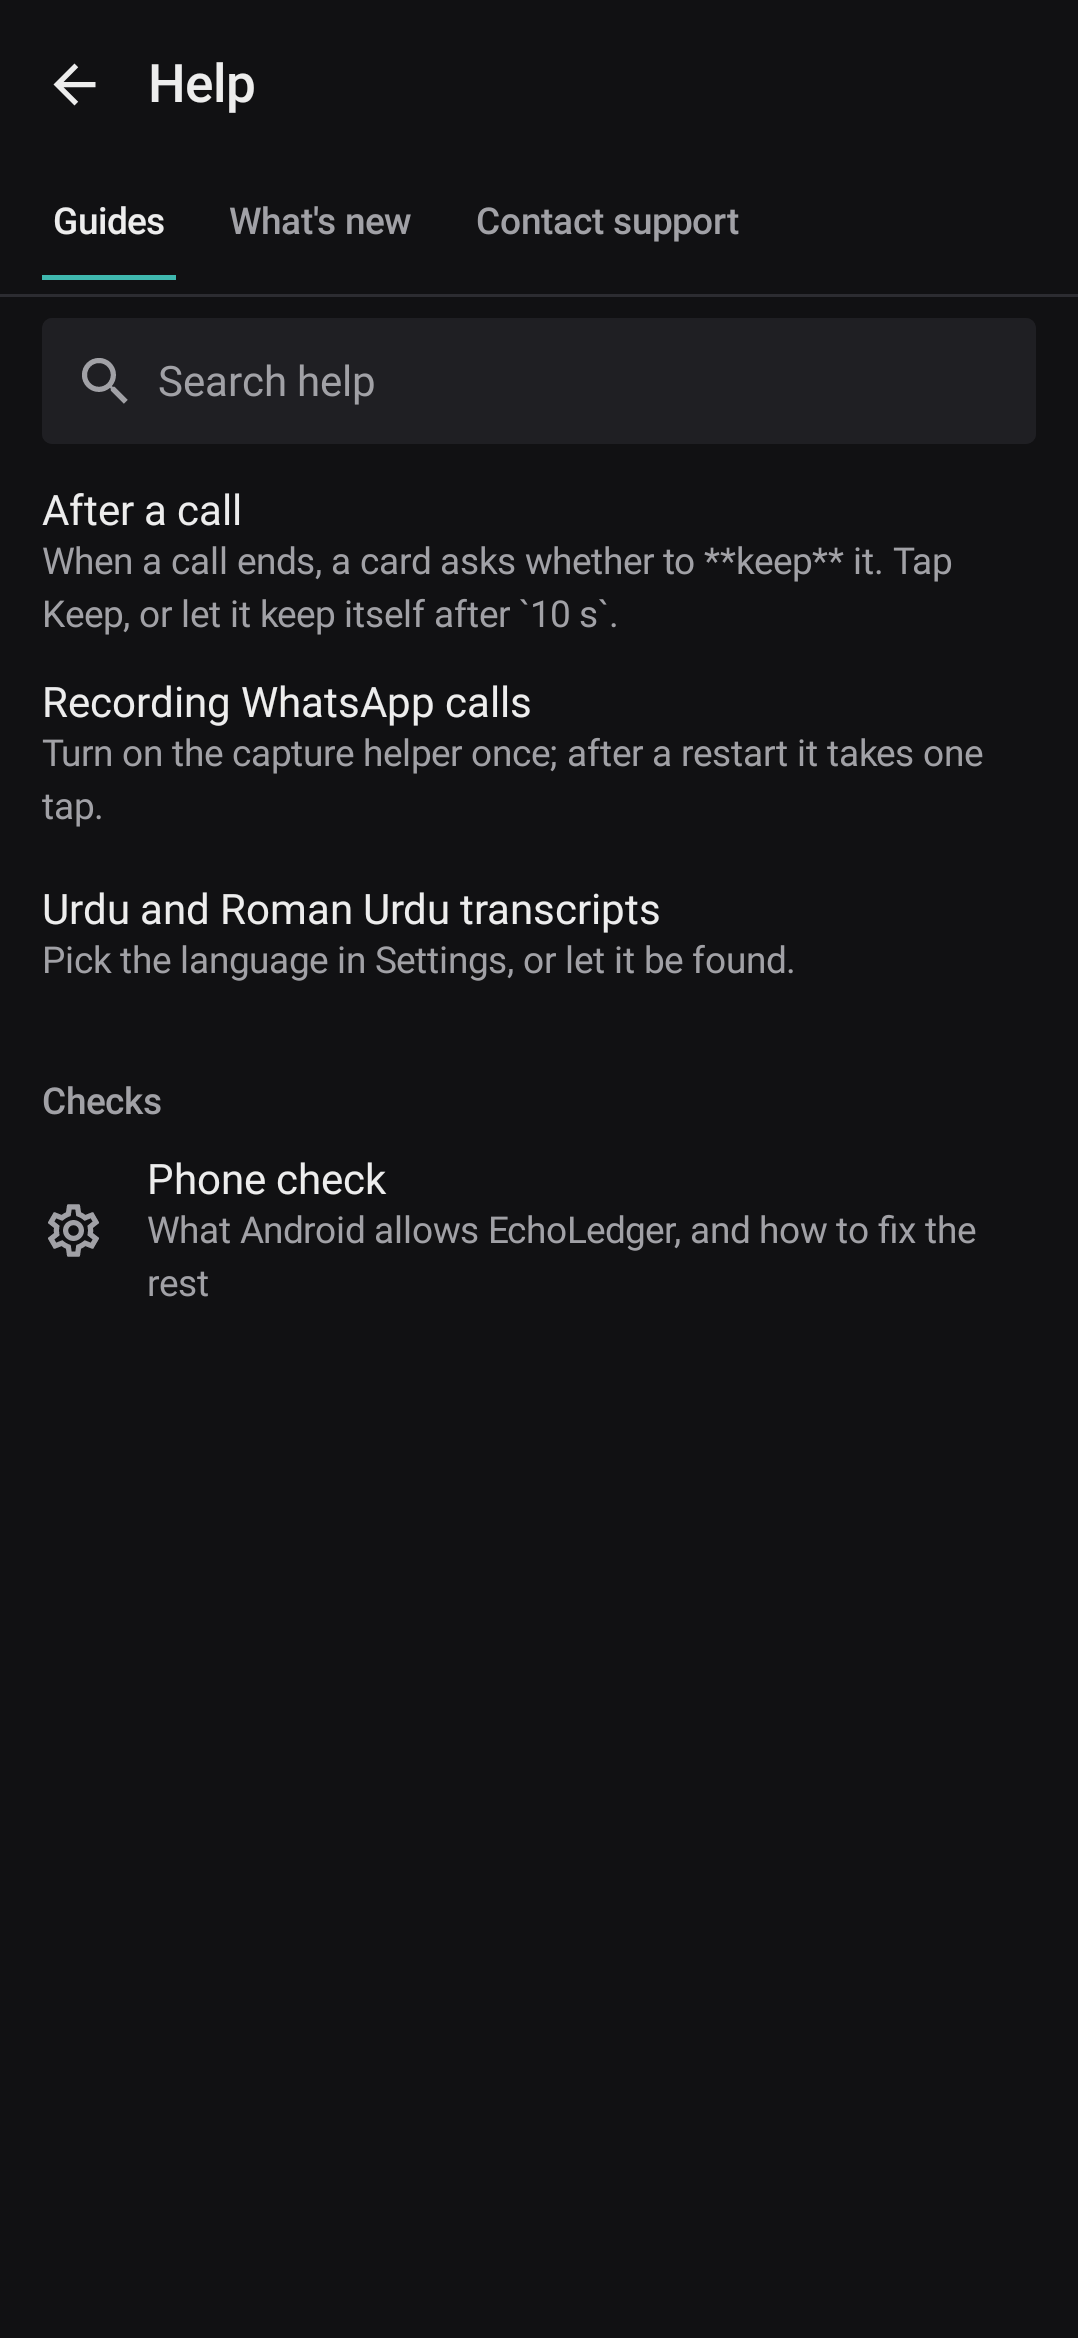 Help
Guides
What's new
Contact support
Search help
After a call
When a call ends, a card asks whether to **keep** it. Tap
Keep, or let it keep itself after `10 s`.
Recording WhatsApp calls
Turn on the capture helper once; after a restart it takes one
tap.
Urdu and Roman Urdu transcripts
Pick the language in Settings, or let it be found.
Checks
Phone check
What Android allows EchoLedger, and how to fix the
rest